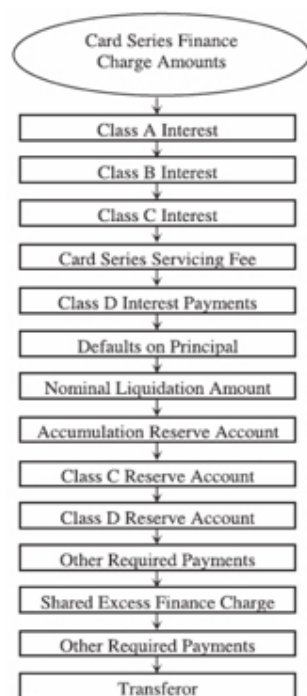 Card Series Finance
Charge Amounts
Class A Interest
Class B Interest
Class C Interest
Card Series Servicing Fee
Class D Interest Payments
Defaults on Principal
Nominal Liquidation Amount
Accumulation Reserve Account
Class C Reserve Account
Class D Reserve Account
Other Required Payments
Shared Excess Finance Charge
Other Required Payments
Transferor